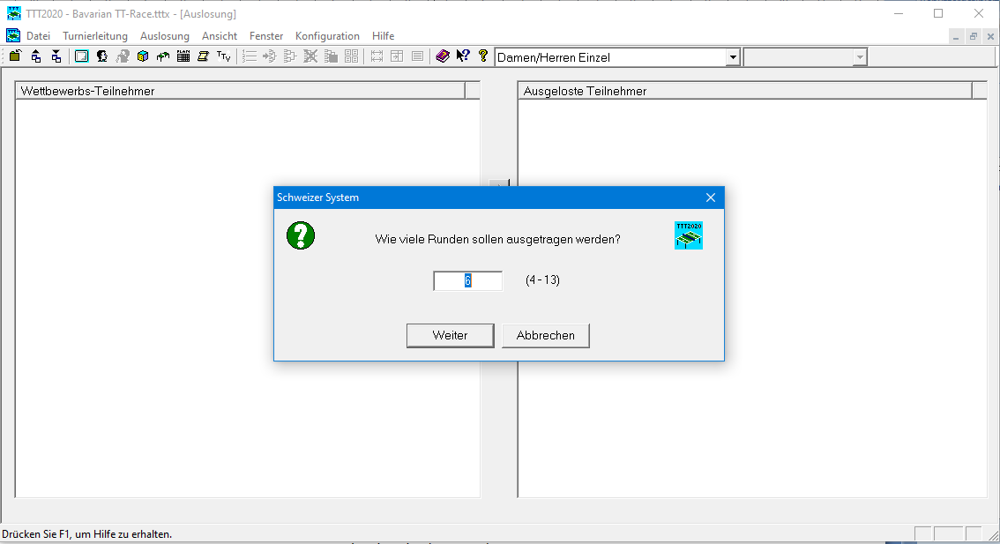 TTT2020 - Bavarian TT-Race.tttx - [Auslosung]
Datei Turnierleitung Auslosung Ansicht Fenster Konfiguration Hilfe
TTV Damen/Herren Einzel
Wettbewerbs-Teilnehmer Ausgeloste Teilnehmer
Schweizer System
TTT2020
Wie viele Runden sollen ausgetragen werden?
6 (4 - 13)
Weiter Abbrechen
Drücken Sie F1, um Hilfe zu erhalten.